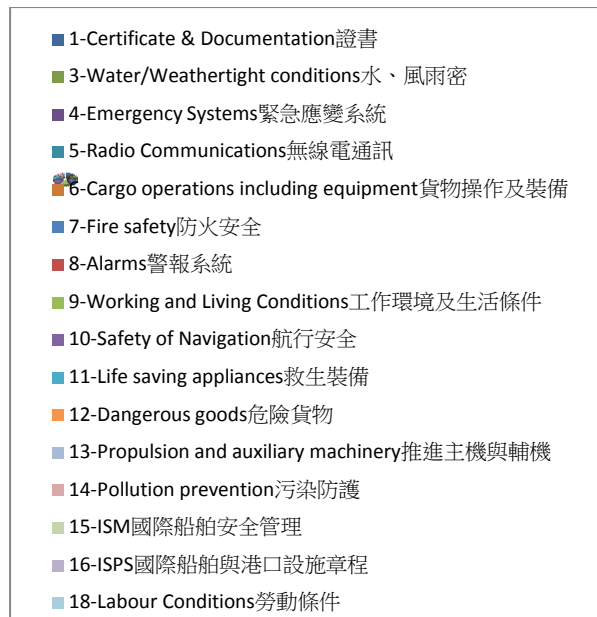 1-Certificate & Documentation證書
3-Water/Weathertight conditions水、風雨密
4-Emergency Systems緊急應變系統
5-Radio Communications無線電通訊
6-Cargo operations including equipment貨物操作及裝備
7-Fire safety防火安全
8-Alarms警報系統
9-Working and Living Conditions工作環境及生活條件
10-Safety of Navigation航行安全
11-Life saving appliances救生裝備
12-Dangerous goods危險貨物
13-Propulsion and auxiliary machinery推進主機與輔機
14-Pollution prevention污染防護
15-ISM國際船舶安全管理
16-ISPS國際船舶與港口設施章程
18-Labour Conditions勞動條件